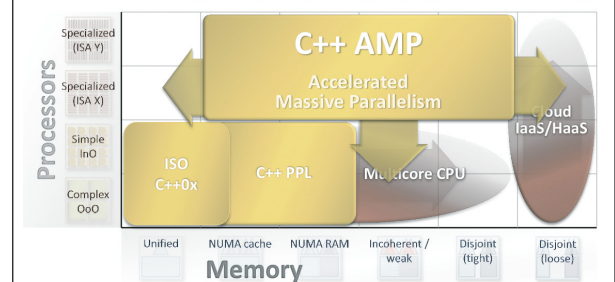 Processors
Specialized
(ISA Y)
Specialized
(ISA X)
Simple
InO
Complex
OoO
C++ AMP
Accelerated
Massive Parallelism
Cloud
IaaS/HaaS
ISO
C++0x
C++ PPL
Multicore CPU
Unified
NUMA cache
NUMA RAM
Incoherent /
weak
Disjoint
(tight)
Disjoint
(loose)
Memory